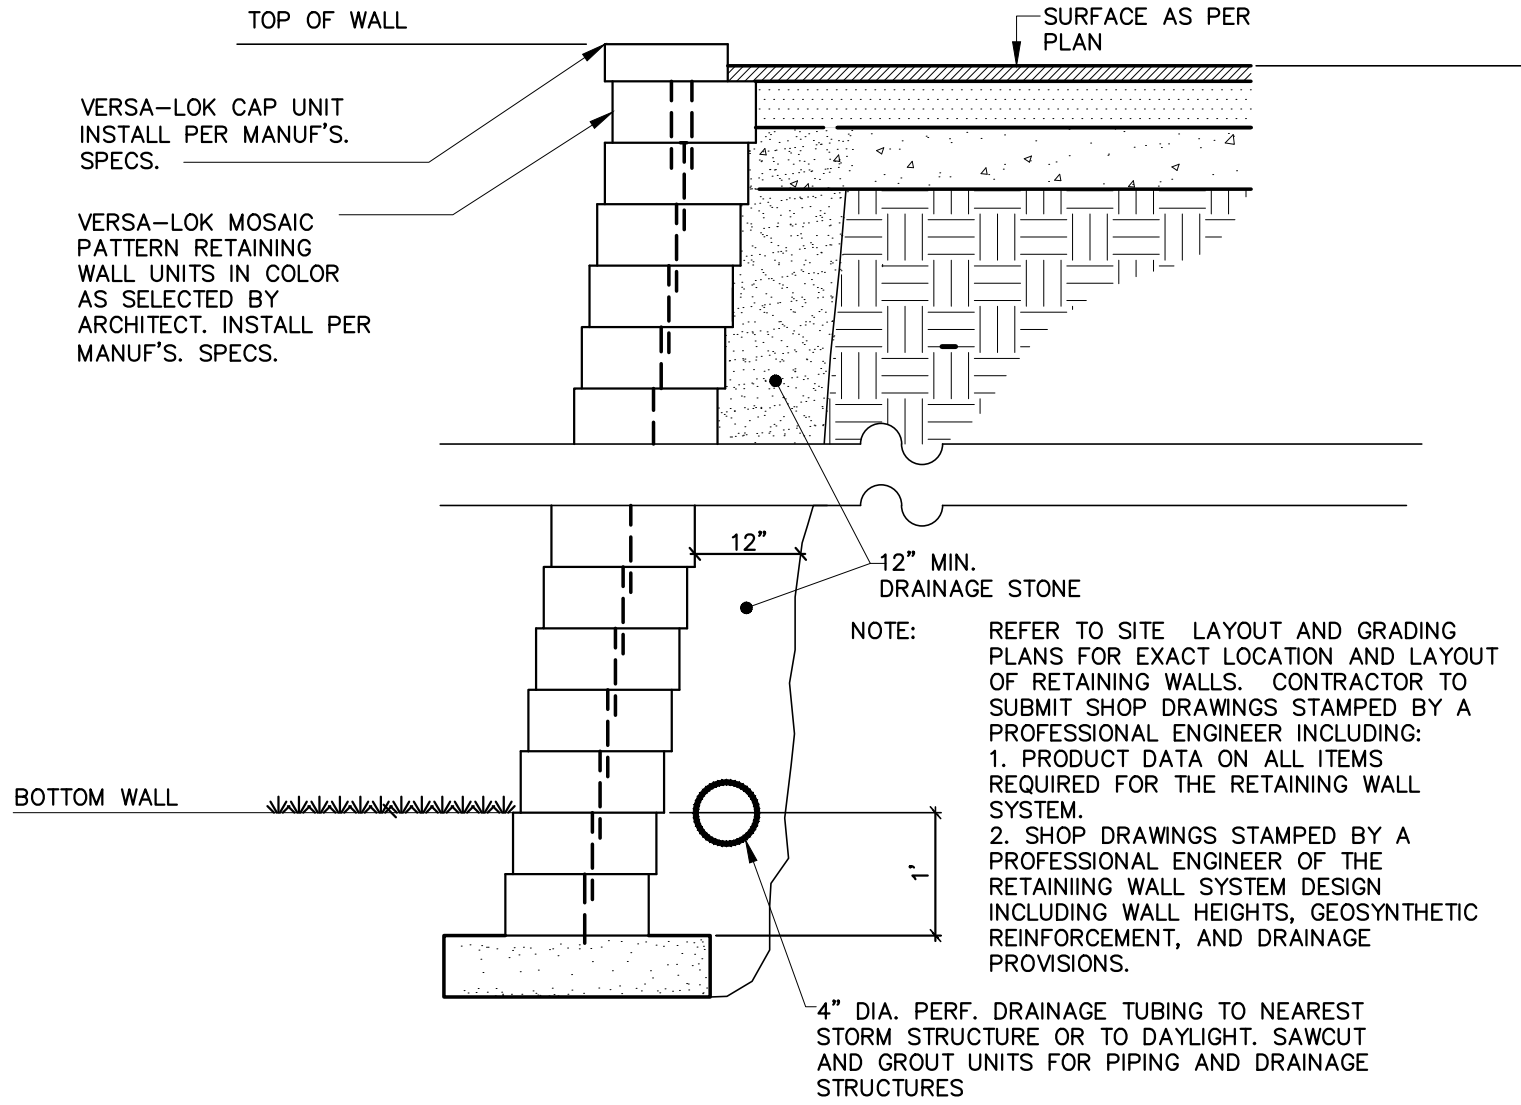 TOP OF WALL
SURFACE AS PER
PLAN
VERSA-LOK CAP UNIT
INSTALL PER MANUF'S.
SPECS.
VERSA-LOK MOSAIC
PATTERN RETAINING
WALL UNITS IN COLOR
AS SELECTED BY
ARCHITECT. INSTALL PER
MANUF'S. SPECS.
12"
12" MIN.
DRAINAGE STONE
NOTE:
REFER TO SITE LAYOUT AND GRADING
PLANS FOR EXACT LOCATION AND LAYOUT
OF RETAINING WALLS. CONTRACTOR TO
SUBMIT SHOP DRAWINGS STAMPED BY A
PROFESSIONAL ENGINEER INCLUDING:
1. PRODUCT DATA ON ALL ITEMS
REQUIRED FOR THE RETAINING WALL
SYSTEM.
2. SHOP DRAWINGS STAMPED BY A
PROFESSIONAL ENGINEER OF THE
RETAINIING WALL SYSTEM DESIGN
INCLUDING WALL HEIGHTS, GEOSYNTHETIC
REINFORCEMENT, AND DRAINAGE
PROVISIONS.
BOTTOM WALL
1'
4" DIA. PERF. DRAINAGE TUBING TO NEAREST
STORM STRUCTURE OR TO DAYLIGHT. SAWCUT
AND GROUT UNITS FOR PIPING AND DRAINAGE
STRUCTURES